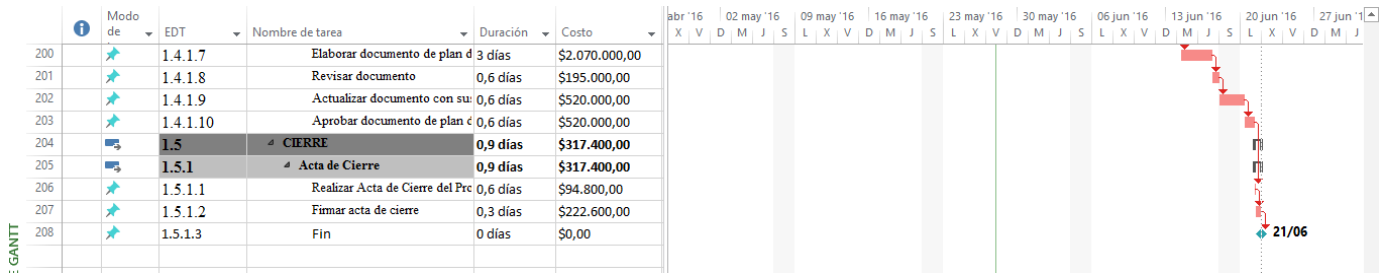 Modo de EDT Nombre de tarea Duración Costo
abr '16 02 may '16 09 may '16 16 may '16 23 may '16 30 may '16 06 jun '16 13 jun '16 20 jun '16 27 jun '1
X V D M J S L X V D M J S L X V D M J S L X V D M J S L X V D M J
200 1.4.1.7 Elaborar documento de plan d 3 días $2.070.000,00
201 1.4.1.8 Revisar documento 0,6 días $195.000,00
202 1.4.1.9 Actualizar documento con su 0,6 días $520.000,00
203 1.4.1.10 Aprobar documento de plan d 0,6 días $520.000,00
204 1.5 CIERRE 0,9 días $317.400,00
205 1.5.1 Acta de Cierre 0,9 días $317.400,00
206 1.5.1.1 Realizar Acta de Cierre del Pro 0,6 días $94.800,00
207 1.5.1.2 Firmar acta de cierre 0,3 días $222.600,00
208 1.5.1.3 Fin 0 días $0,00
21/06
E GANTT